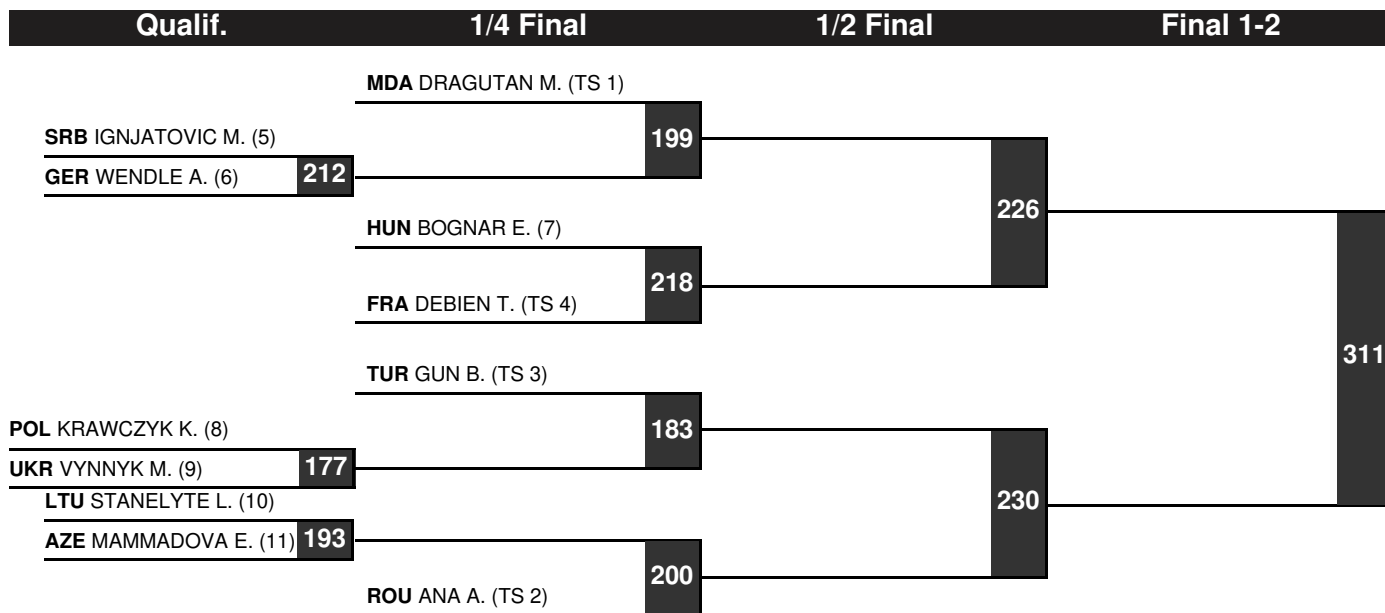 Qualif. 1/4 Final 1/2 Final Final 1-2
MDA DRAGUTAN M. (TS 1)
199
SRB IGNJATOVIC M. (5)
GER WENDLE A. (6) 212
226
HUN BOGNAR E. (7)
218
FRA DEBIEN T. (TS 4)
311
TUR GUN B. (TS 3)
183
POL KRAWCZYK K. (8)
UKR VYNNYK M. (9) 177
LTU STANELYTE L. (10)
230
AZE MAMMADOVA E. (11) 193
200
ROU ANA A. (TS 2)